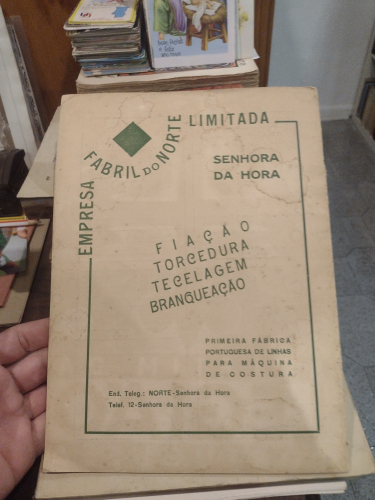 EMPRESA FABRIL DO NORTE LIMITADA
SENHORA
DA HORA
FIAÇÃO
TORCEDURA
TECELAGEM
BRANQUEAÇÃO
PRIMEIRA FÁBRICA
PORTUGUESA DE LINHAS
PARA MÁQUINA
DE COSTURA
End. Teleg.: NORTE-Senhora da Hora
Telef. 12-Senhora da Hora